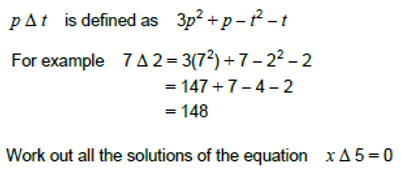 p Δ t is defined as 3p² + p – t² – t
For example 7 Δ 2 = 3(7²) + 7 – 2² – 2
= 147 + 7 – 4 – 2
= 148
Work out all the solutions of the equation x Δ 5 = 0